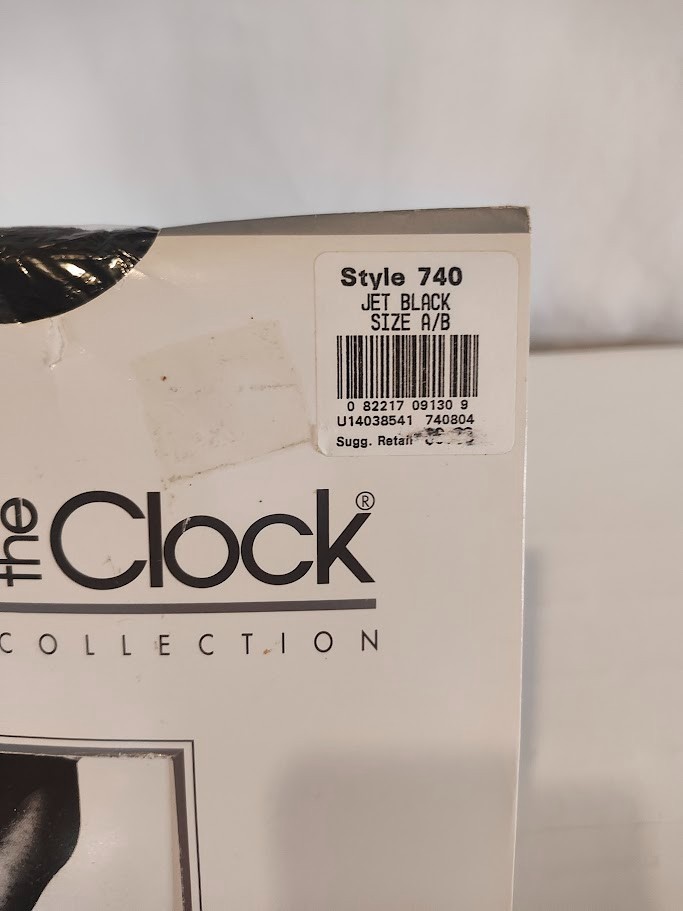 Style 740
JET BLACK
SIZE A/B
0 82217 09130 9
U14038541 740804
Sugg. Retail
the Clock®
COLLECTION